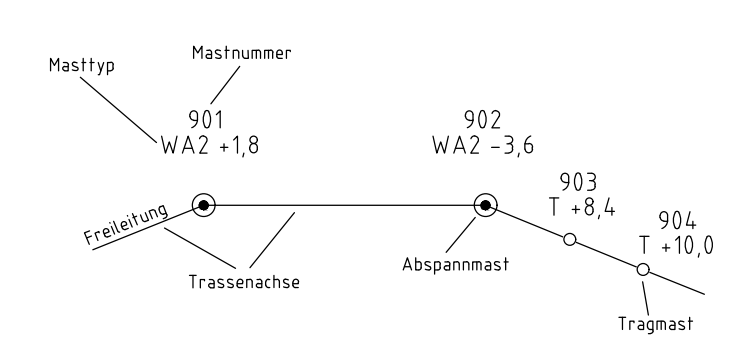 Masttyp
Mastnummer
901
WA2 +1,8
902
WA2 -3,6
903
T +8,4
904
T +10,0
Freileitung
Trassenachse
Abspannmast
Tragmast